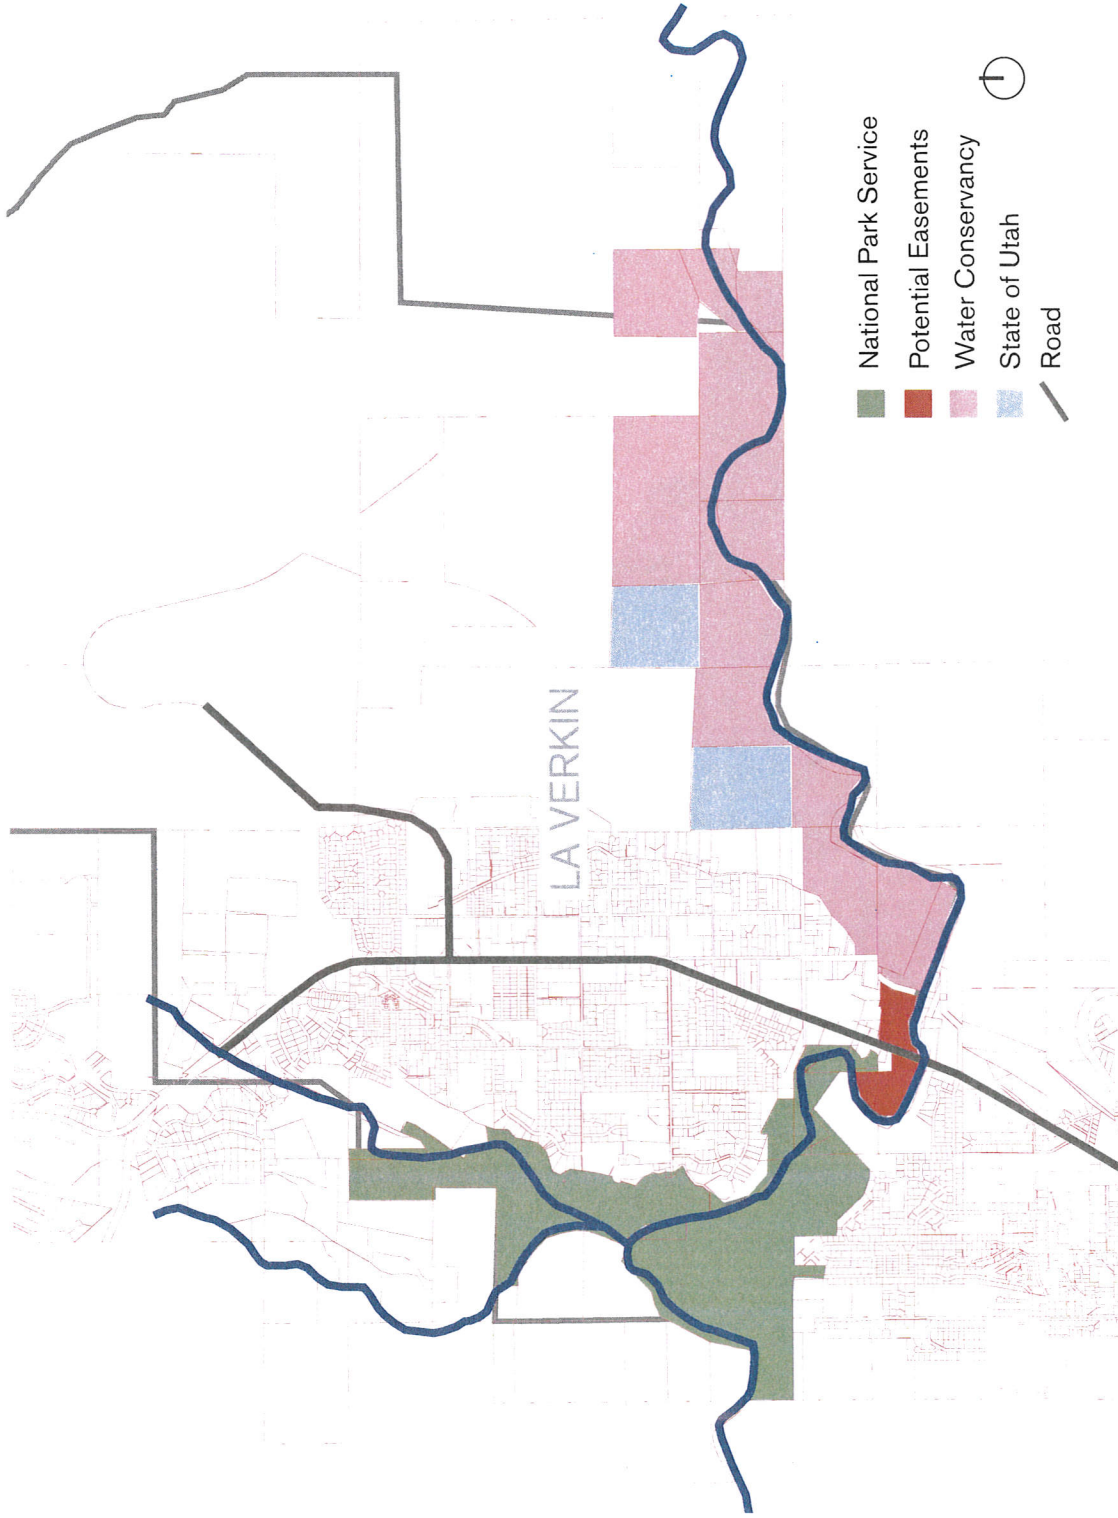 LA VERKIN
National Park Service
Potential Easements
Water Conservancy
State of Utah
Road